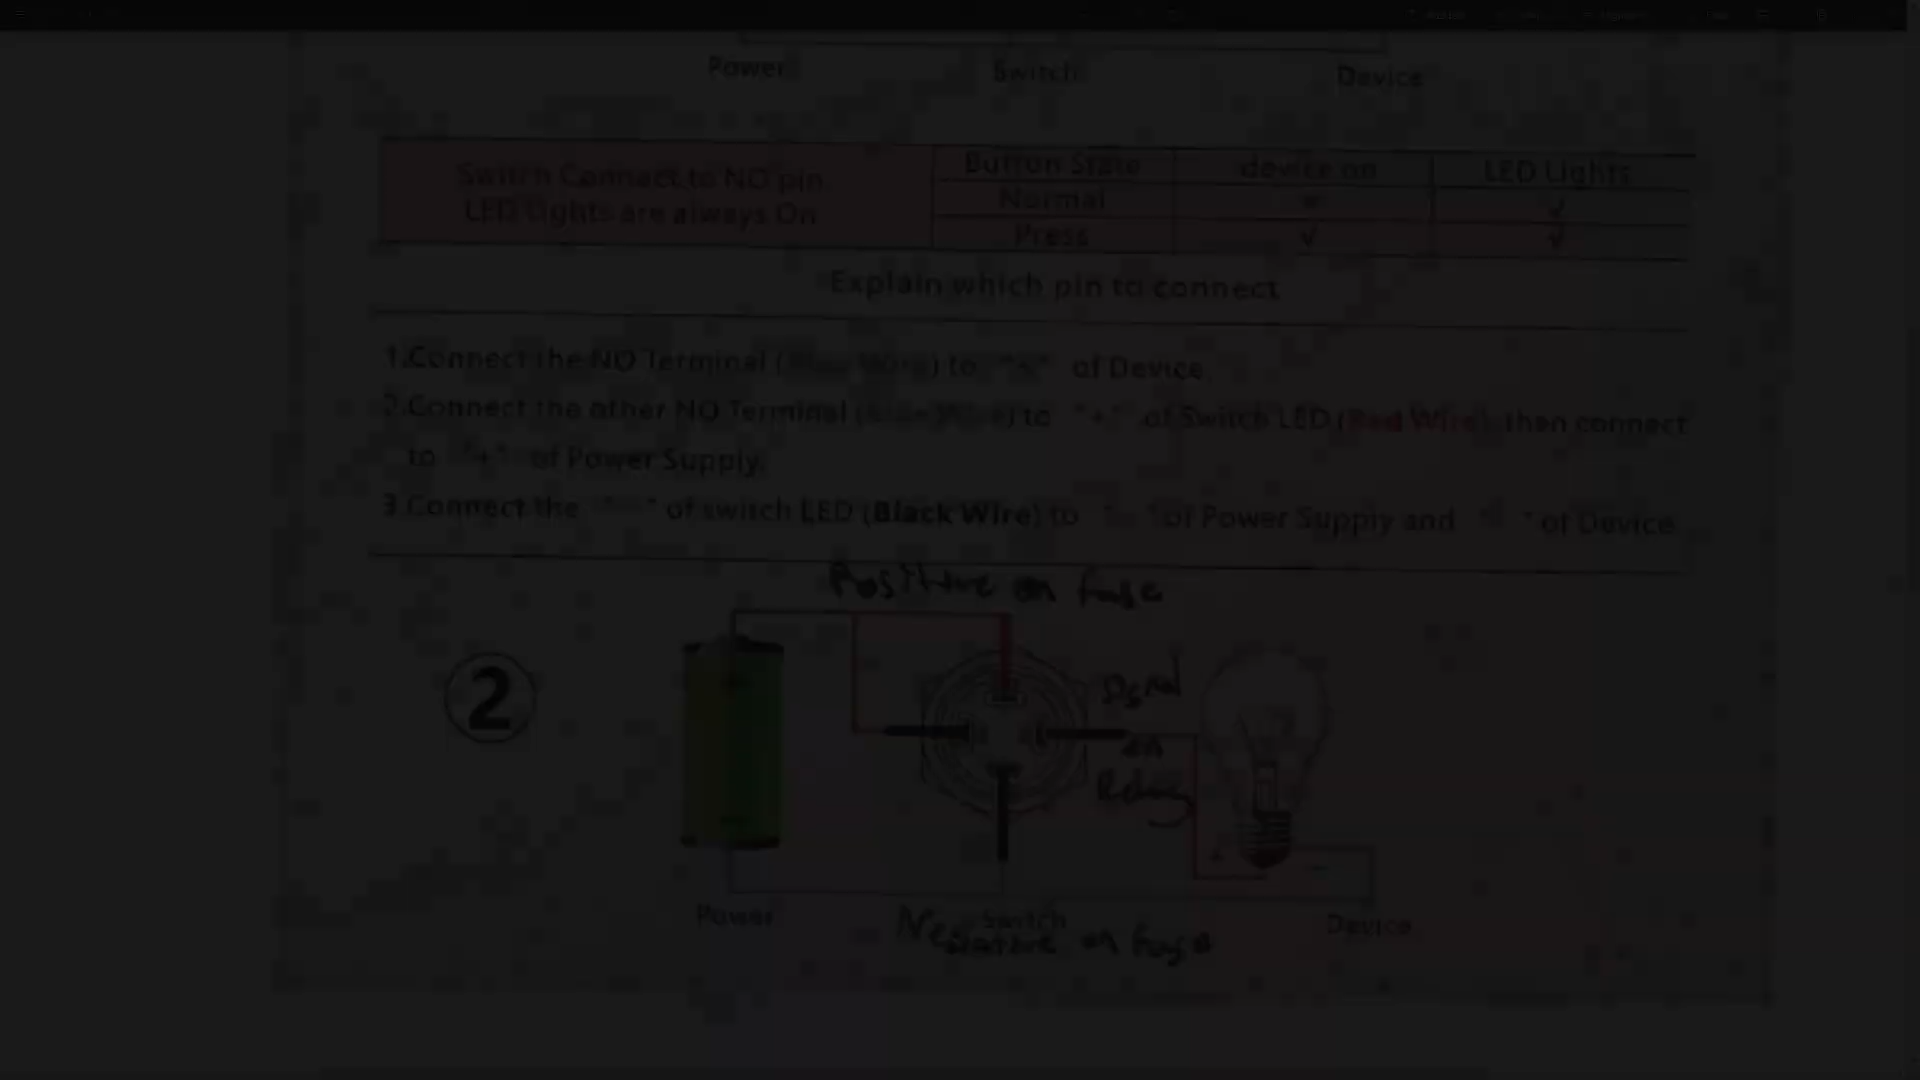 Power Switch Device
Switch Connect to NO pin
LED Lights are always On
Button State device on LED Lights
Normal × √
Press √ √
Explain which pin to connect
1.Connect the NO Terminal (Blue Wire) to "+" of Device
2.Connect the other NO Terminal (Blue Wire) to "+" of Switch LED (Red Wire), then connect
to "+" of Power Supply.
3.Connect the "—" of switch LED (Black Wire) to of Power Supply and of Device
Positive on fuse
2
Signal
on
Relay
+ −
Power Switch Device
Negative on fuse